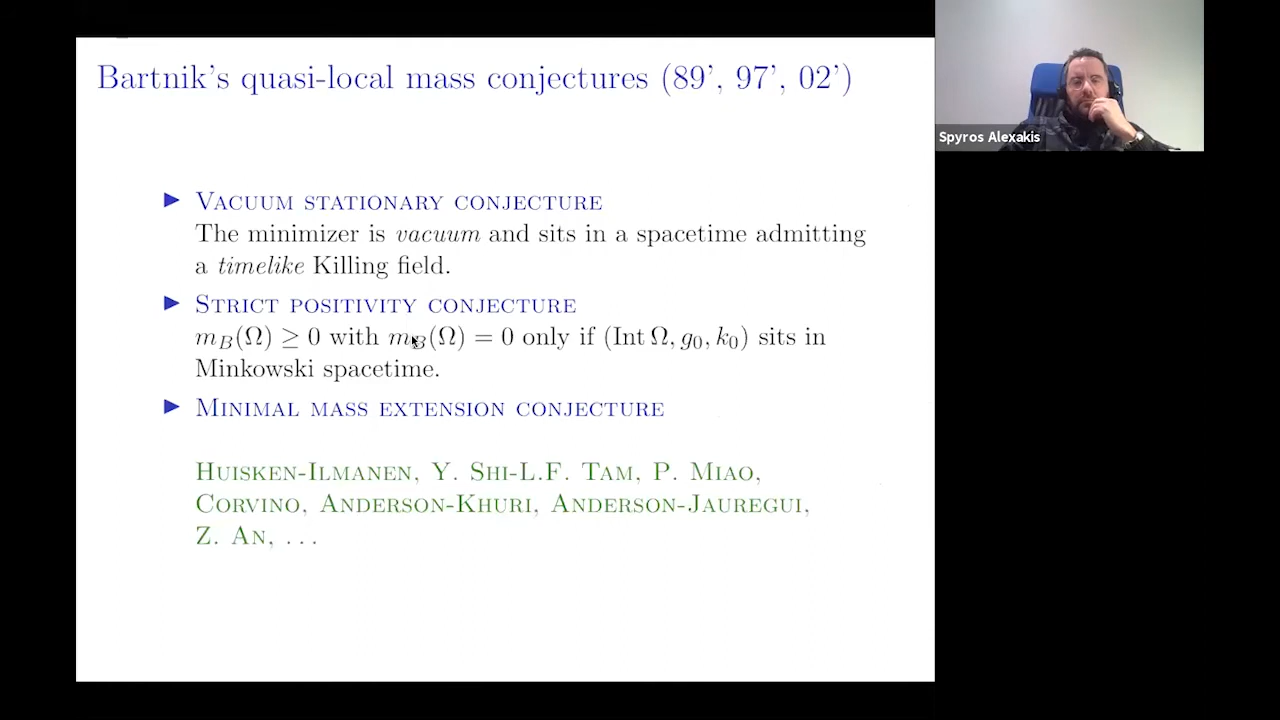 Bartnik's quasi-local mass conjectures (89', 97', 02')
▶ Vacuum stationary conjecture
The minimizer is vacuum and sits in a spacetime admitting
a timelike Killing field.
▶ Strict positivity conjecture
m_B(Ω) ≥ 0 with m_B(Ω) = 0 only if (Int Ω, g_0, k_0) sits in
Minkowski spacetime.
▶ Minimal mass extension conjecture
Huisken-Ilmanen, Y. Shi-L.F. Tam, P. Miao,
Corvino, Anderson-Khuri, Anderson-Jauregui,
Z. An, ...
Spyros Alexakis